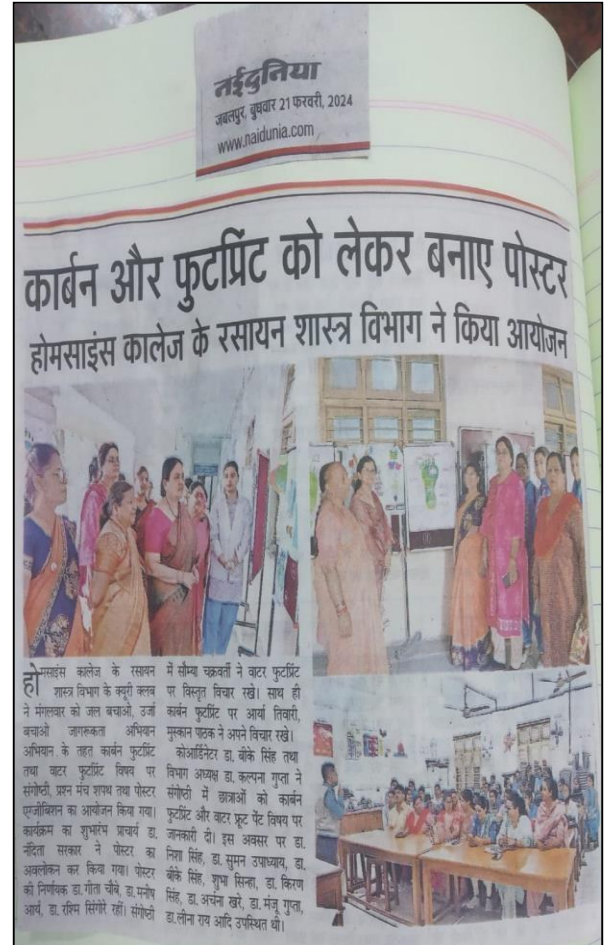 नईदुनिया
जबलपुर, बुधवार 21 फरवरी, 2024
www.naidunia.com
कार्बन और फुटप्रिंट को लेकर बनाए पोस्टर
होमसाइंस कालेज के रसायन शास्त्र विभाग ने किया आयोजन
होमसाइंस कालेज के रसायन
शास्त्र विभाग के क्यूरी क्लब
ने मंगलवार को जल बचाओ, उर्जा
बचाओ जागरूकता अभियान
अभियान के तहत कार्बन फुटप्रिंट
तथा वाटर फुटप्रिंट विषय पर
संगोष्ठी, प्रश्न मंच शपथ तथा पोस्टर
एग्जीबिशन का आयोजन किया गया।
कार्यक्रम का शुभारंभ प्राचार्य डा.
नंदिता सरकार ने पोस्टर का
अवलोकन कर किया गया। पोस्टर
की निर्णायक डा. गीता चौबे, डा. मनीष
आर्य, डा. रश्मि सिंगोरे रहीं। संगोष्ठी
में सौम्या चक्रवर्ती ने वाटर फुटप्रिंट
पर विस्तृत विचार रखे। साथ ही
कार्बन फुटप्रिंट पर आर्या तिवारी,
मुस्कान पाठक ने अपने विचार रखे।
कोआर्डिनेटर डा. बीके सिंह तथा
विभाग अध्यक्ष डा. कल्पना गुप्ता ने
संगोष्ठी में छात्राओं को कार्बन
फुटप्रिंट और वाटर फ्रूट पेंट विषय पर
जानकारी दी। इस अवसर पर डा.
निशा सिंह, डा. सुमन उपाध्याय, डा.
बीके सिंह, शुभा सिन्हा, डा. किरण
सिंह, डा. अर्चना खरे, डा. मंजू गुप्ता,
डा. लीना राय आदि उपस्थित थी।